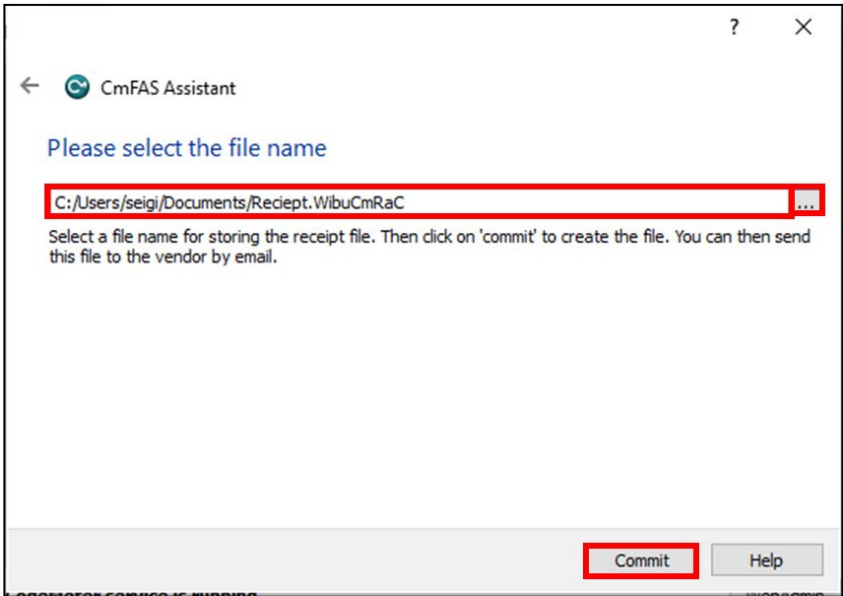 ?
CmFAS Assistant
Please select the file name
C:/Users/seigi/Documents/Reciept.WibuCmRaC
...
Select a file name for storing the receipt file. Then click on 'commit' to create the file. You can then send
this file to the vendor by email.
Commit
Help